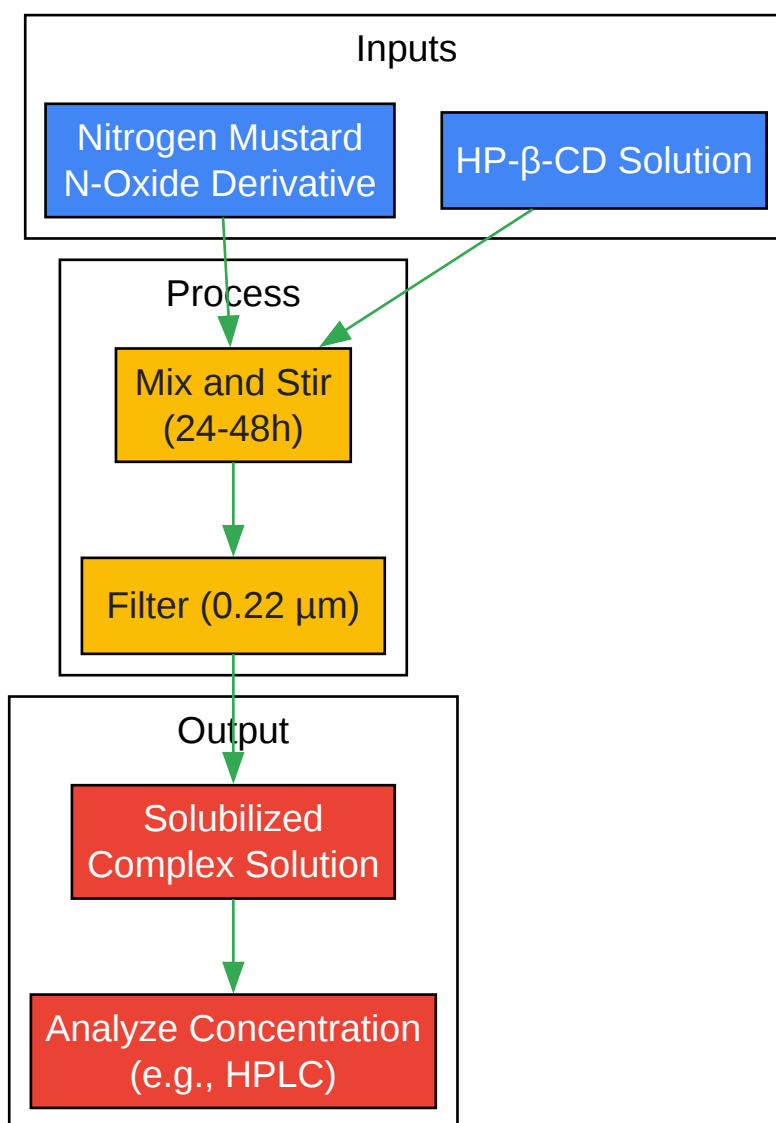 Inputs
Nitrogen Mustard
N-Oxide Derivative
HP-β-CD Solution
Process
Mix and Stir
(24-48h)
Filter (0.22 µm)
Output
Solubilized
Complex Solution
Analyze Concentration
(e.g., HPLC)